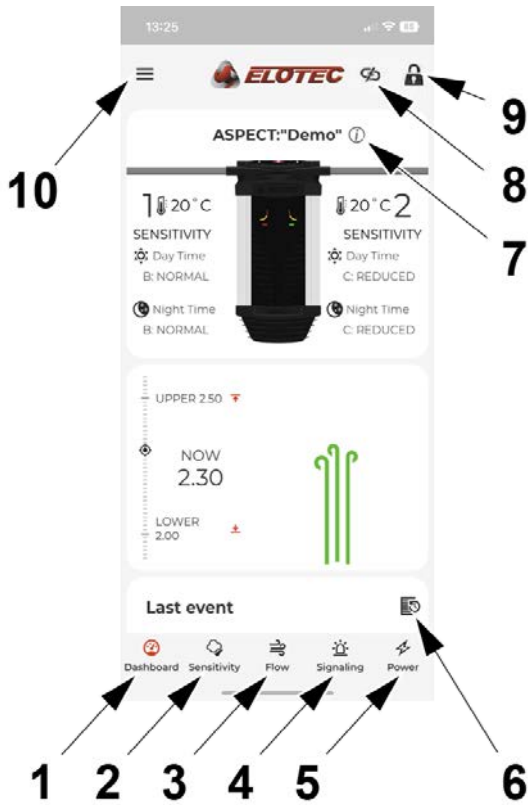 13:25
83
ELOTEC
9
ASPECT:"Demo" i
8
10
7
1 20°C
20°C 2
SENSITIVITY
SENSITIVITY
Day Time
Day Time
B: NORMAL
C: REDUCED
Night Time
Night Time
B: NORMAL
C: REDUCED
UPPER 2.50
NOW
2.30
LOWER
2.00
Last event
Dashboard Sensitivity Flow Signaling Power
1 2 3 4 5 6